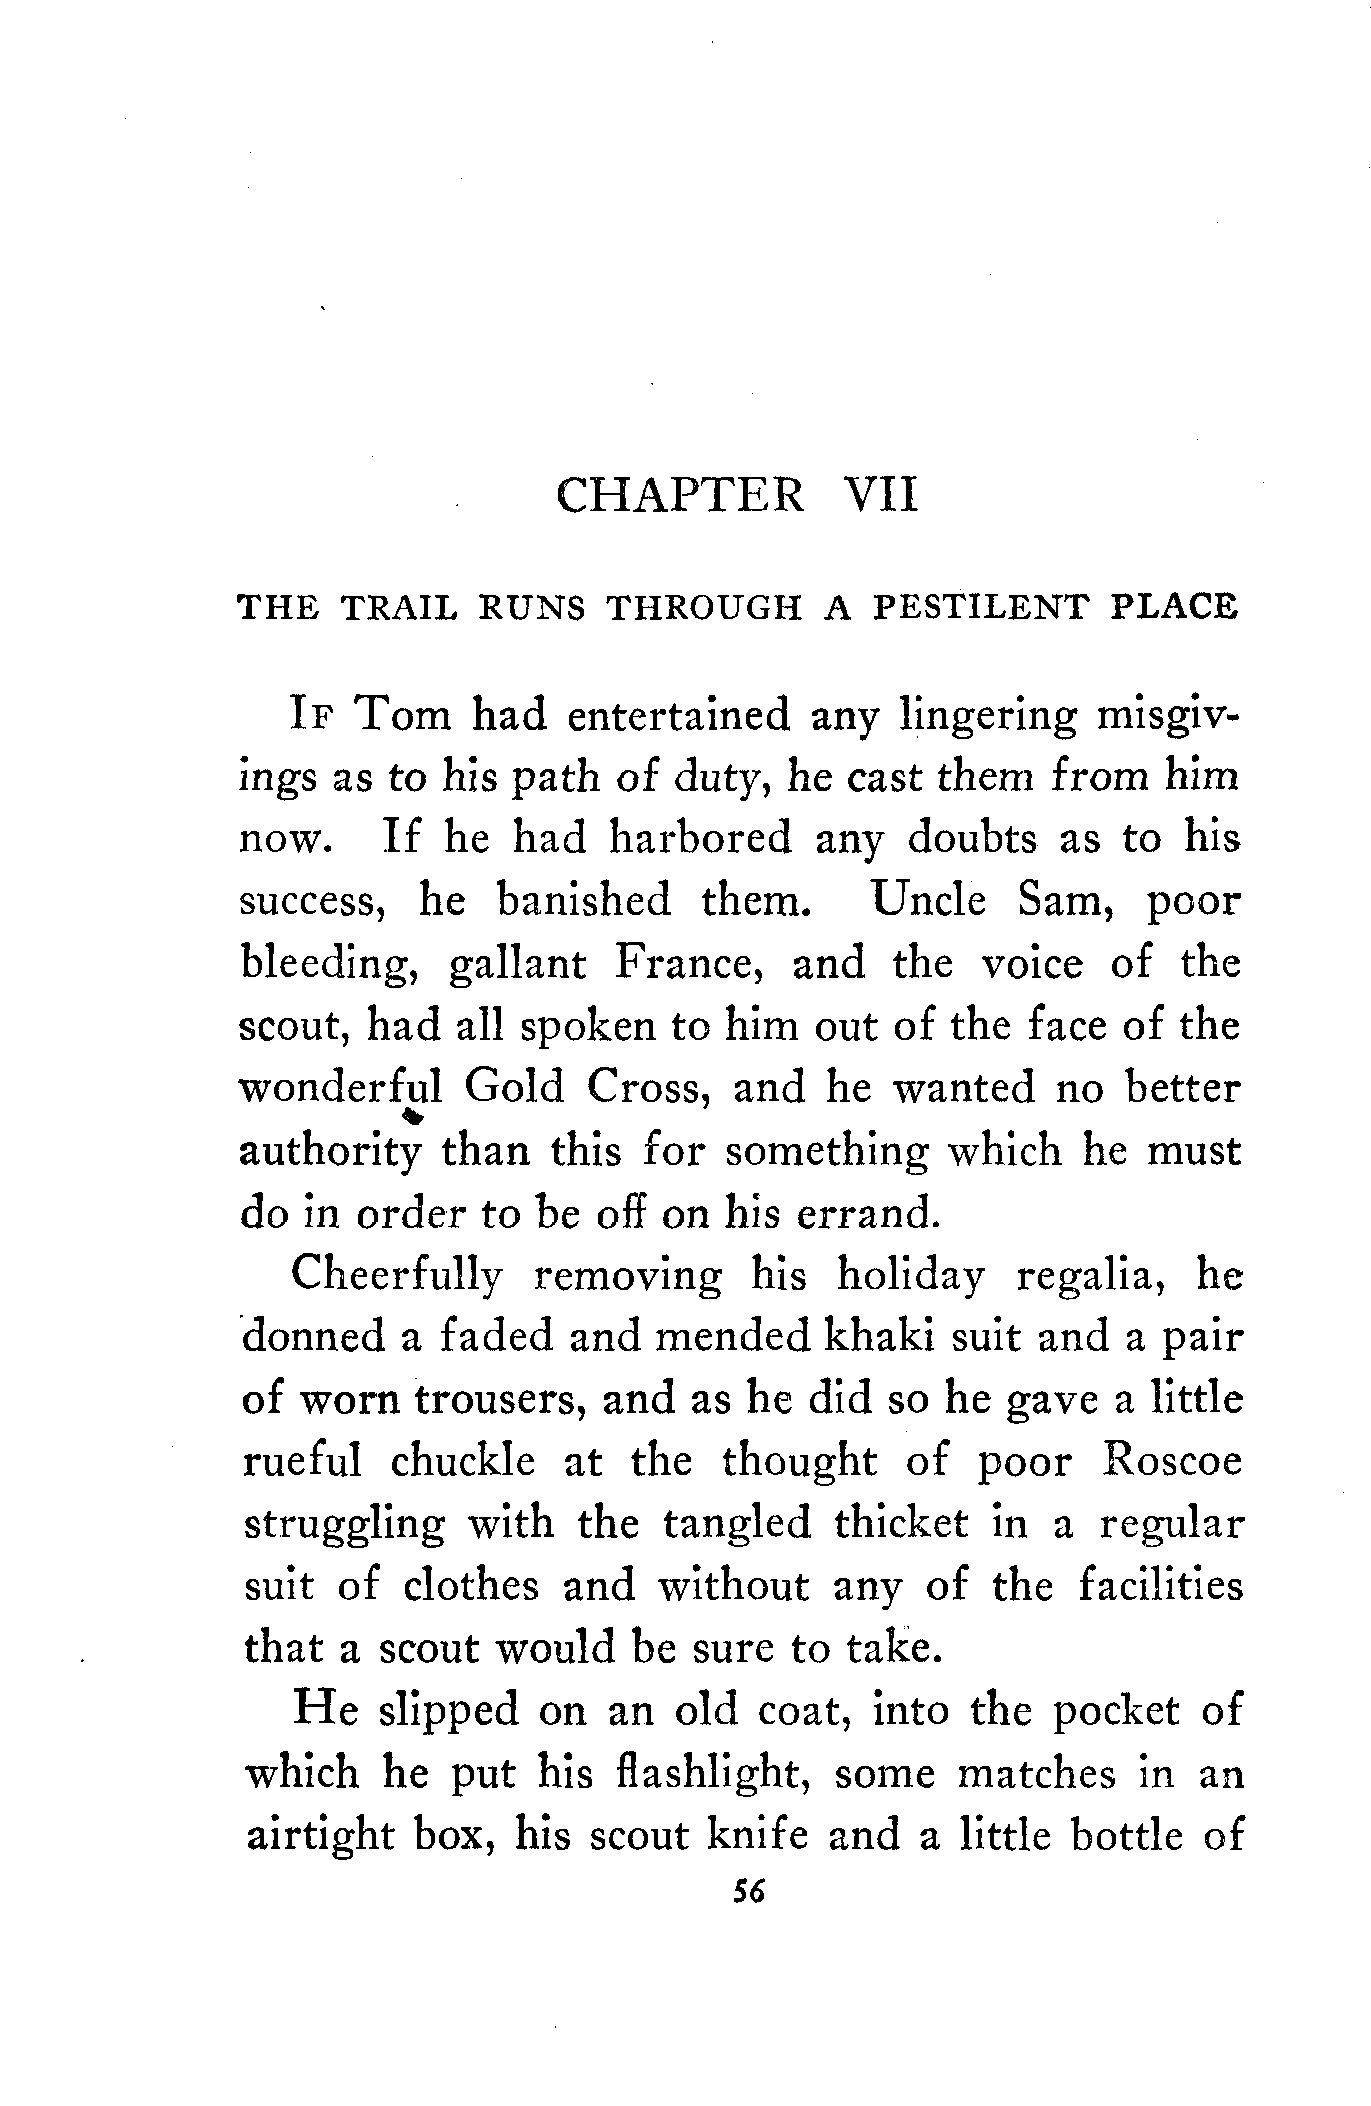 CHAPTER VII
THE TRAIL RUNS THROUGH A PESTILENT PLACE
IF Tom had entertained any lingering misgiv-
ings as to his path of duty, he cast them from him
now. If he had harbored any doubts as to his
success, he banished them. Uncle Sam, poor
bleeding, gallant France, and the voice of the
scout, had all spoken to him out of the face of the
wonderful Gold Cross, and he wanted no better
authority than this for something which he must
do in order to be off on his errand.
Cheerfully removing his holiday regalia, he
donned a faded and mended khaki suit and a pair
of worn trousers, and as he did so he gave a little
rueful chuckle at the thought of poor Roscoe
struggling with the tangled thicket in a regular
suit of clothes and without any of the facilities
that a scout would be sure to take.
He slipped on an old coat, into the pocket of
which he put his flashlight, some matches in an
airtight box, his scout knife and a little bottle of
56